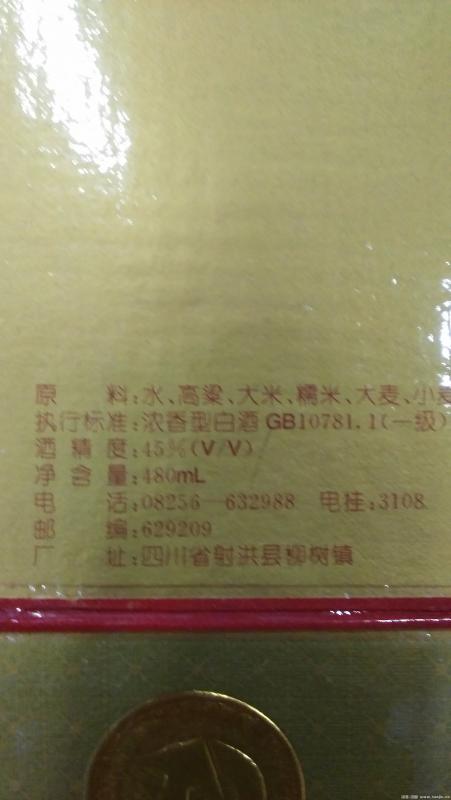 原料:水、高粱、大米、糯米、大麦、小麦
执行标准:浓香型白酒 GB10781.1(一级)
酒精度:45%(V/V)
净含量:480mL
电话:08256—632988 电挂:3108
邮编:629209
厂址:四川省射洪县柳树镇